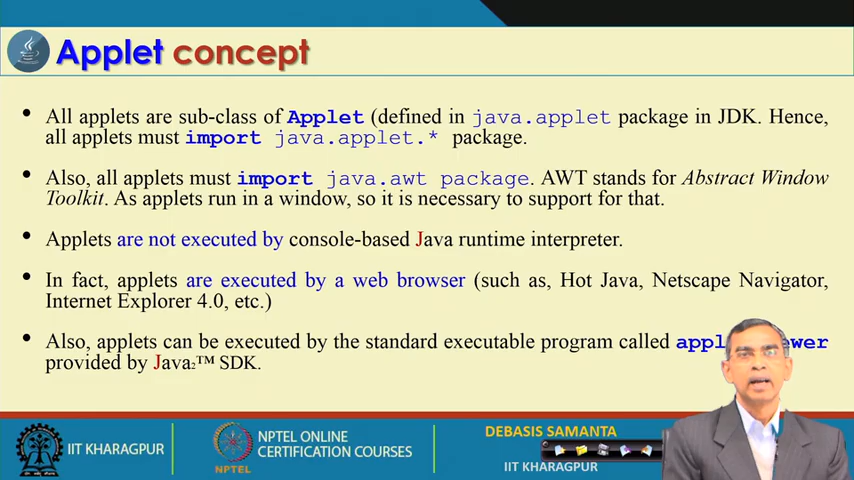 Applet concept
• All applets are sub-class of Applet (defined in java.applet package in JDK. Hence,
all applets must import java.applet.* package.
• Also, all applets must import java.awt package. AWT stands for Abstract Window
Toolkit. As applets run in a window, so it is necessary to support for that.
• Applets are not executed by console-based Java runtime interpreter.
• In fact, applets are executed by a web browser (such as, Hot Java, Netscape Navigator,
Internet Explorer 4.0, etc.)
• Also, applets can be executed by the standard executable program called
provided by Java₂™ SDK.
IIT KHARAGPUR
NPTEL
NPTEL ONLINE
CERTIFICATION COURSES
DEBASIS SAMANTA
IIT KHARAGPUR